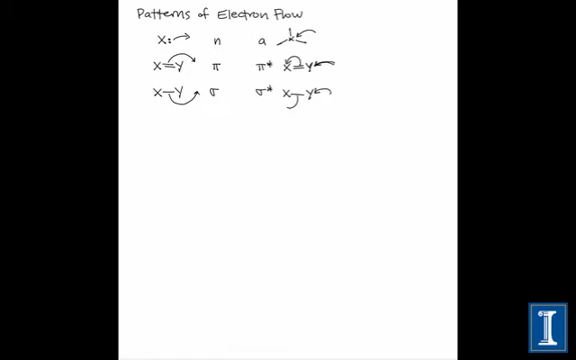 Patterns of Electron Flow
X: n a X
X=Y π π* X=Y
X-Y σ σ* X-Y
I